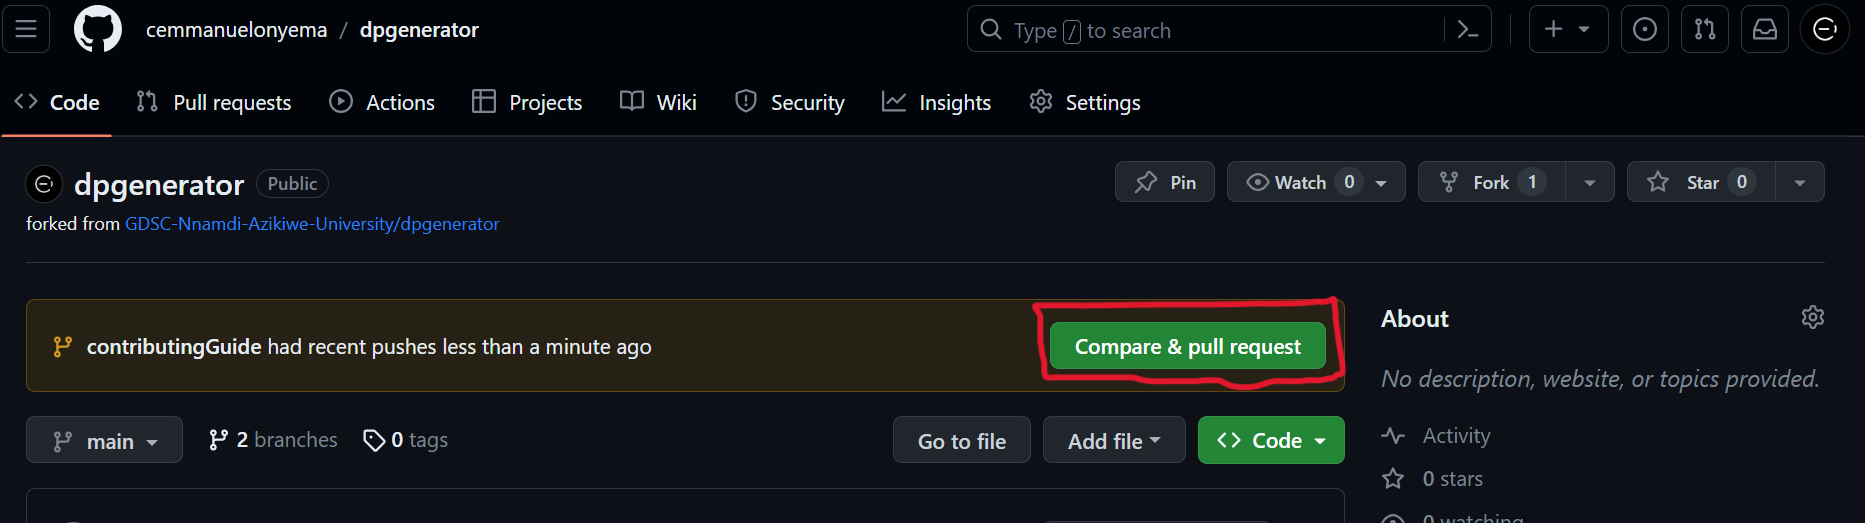 cemmanuelonyema / dpgenerator
Type / to search
Code Pull requests Actions Projects Wiki Security Insights Settings
dpgenerator Public
Pin Watch 0 Fork 1 Star 0
forked from GDSC-Nnamdi-Azikiwe-University/dpgenerator
contributingGuide had recent pushes less than a minute ago
Compare & pull request
main 2 branches 0 tags
Go to file Add file Code
About
No description, website, or topics provided.
Activity
0 stars
0 watching